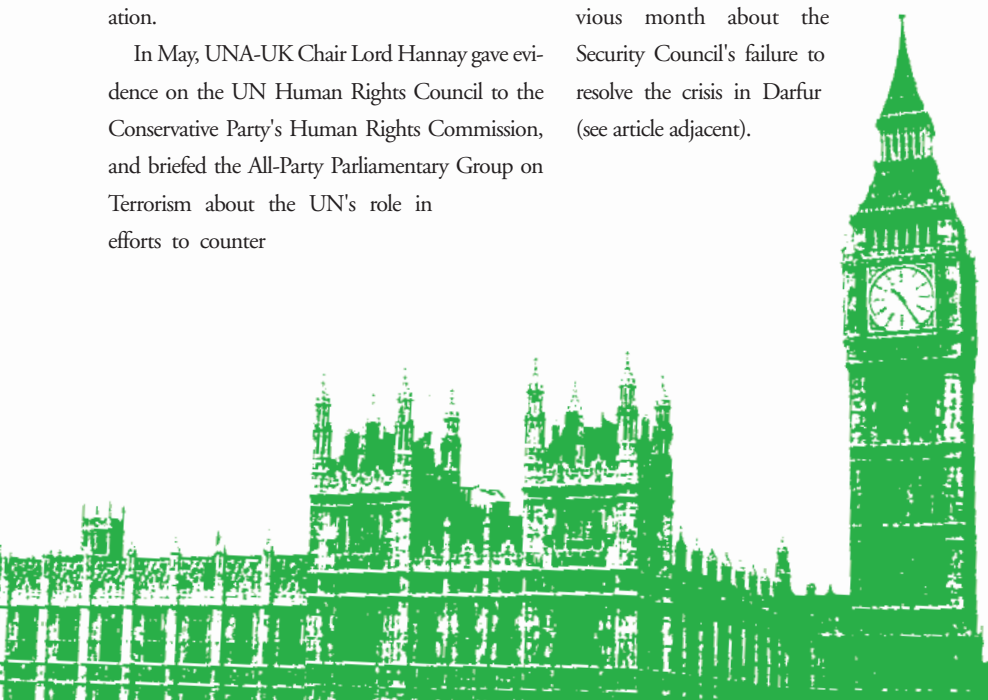 ation.
In May, UNA-UK Chair Lord Hannay gave evi-
dence on the UN Human Rights Council to the
Conservative Party's Human Rights Commission,
and briefed the All-Party Parliamentary Group on
Terrorism about the UN's role in
efforts to counter
vious month about the
Security Council's failure to
resolve the crisis in Darfur
(see article adjacent).